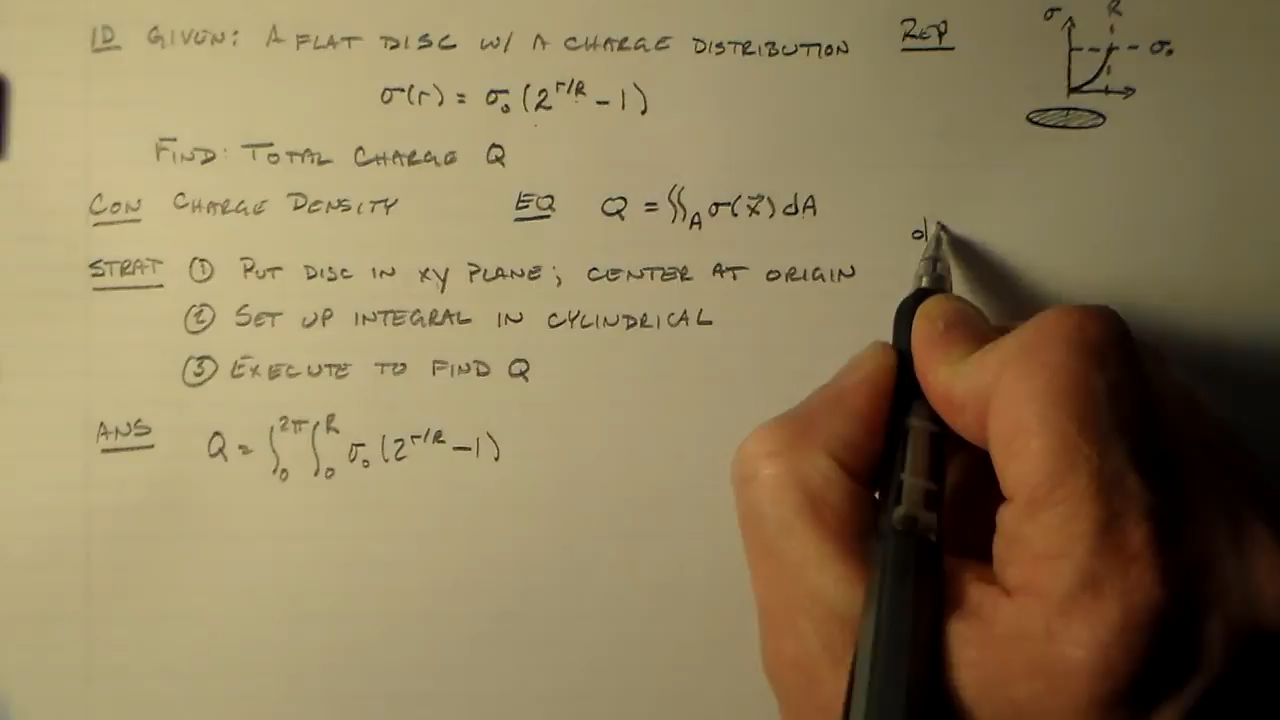 ID GIVEN: A FLAT DISC W/ A CHARGE DISTRIBUTION
σ(r) = σ₀ (2^{r/R} - 1)
FIND: TOTAL CHARGE Q
CON CHARGE DENSITY EQ Q = ∬_A σ(x⃗) dA
STRAT ① PUT DISC IN XY PLANE; CENTER AT ORIGIN
② SET UP INTEGRAL IN CYLINDRICAL
③ EXECUTE TO FIND Q
ANS Q = ∫₀^{2π} ∫₀^R σ₀ (2^{r/R} - 1)
REP
σ R
σ₀